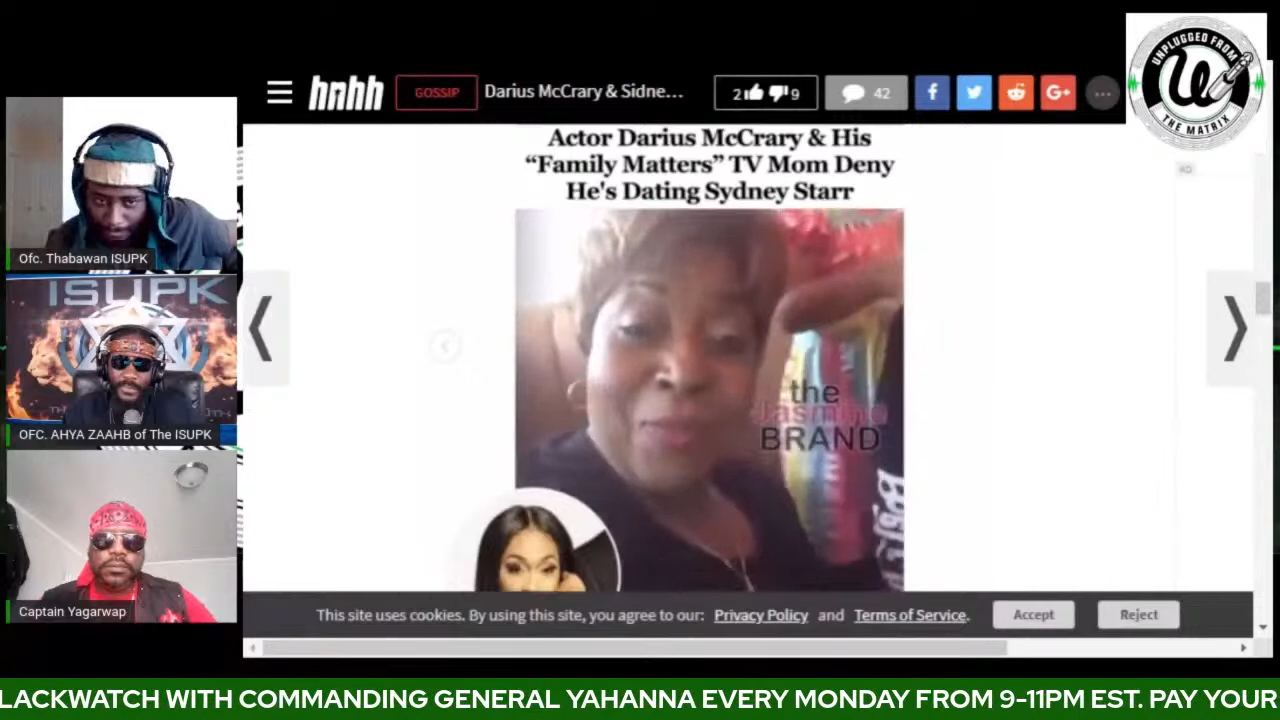 hnhh
GOSSIP
Darius McCrary & Sidne...
2
9
42
f
G+
...
UNPLUGGED FROM
THE MATRIX
Actor Darius McCrary & His
“Family Matters” TV Mom Deny
He's Dating Sydney Starr
AD
the
Jasmine
BRAND
Ofc. Thabawan ISUPK
ISUPK
OFC. AHYA ZAAHB of The ISUPK
Captain Yagarwap
This site uses cookies. By using this site, you agree to our: Privacy Policy and Terms of Service.
Accept
Reject
LACKWATCH WITH COMMANDING GENERAL YAHANNA EVERY MONDAY FROM 9-11PM EST. PAY YOUR